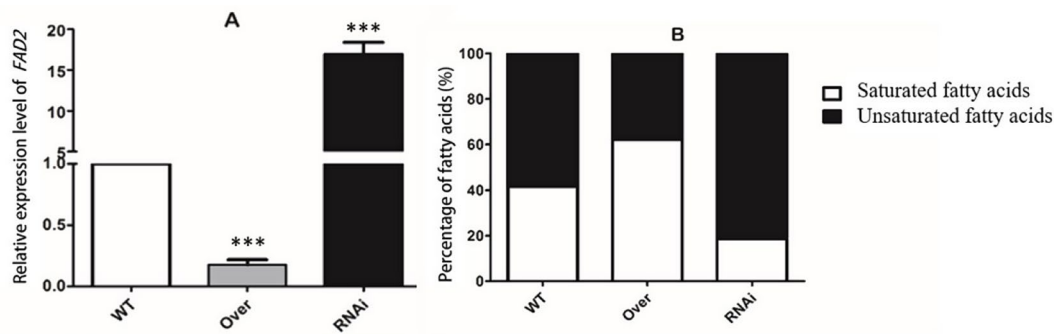 A
Relative expression level of FAD2
20
15
10
5
1.0
0.5
0.0
***
***
WT
Over
RNAi
B
Percentage of fatty acids (%)
100
80
60
40
20
0
WT
Over
RNAi
Saturated fatty acids
Unsaturated fatty acids